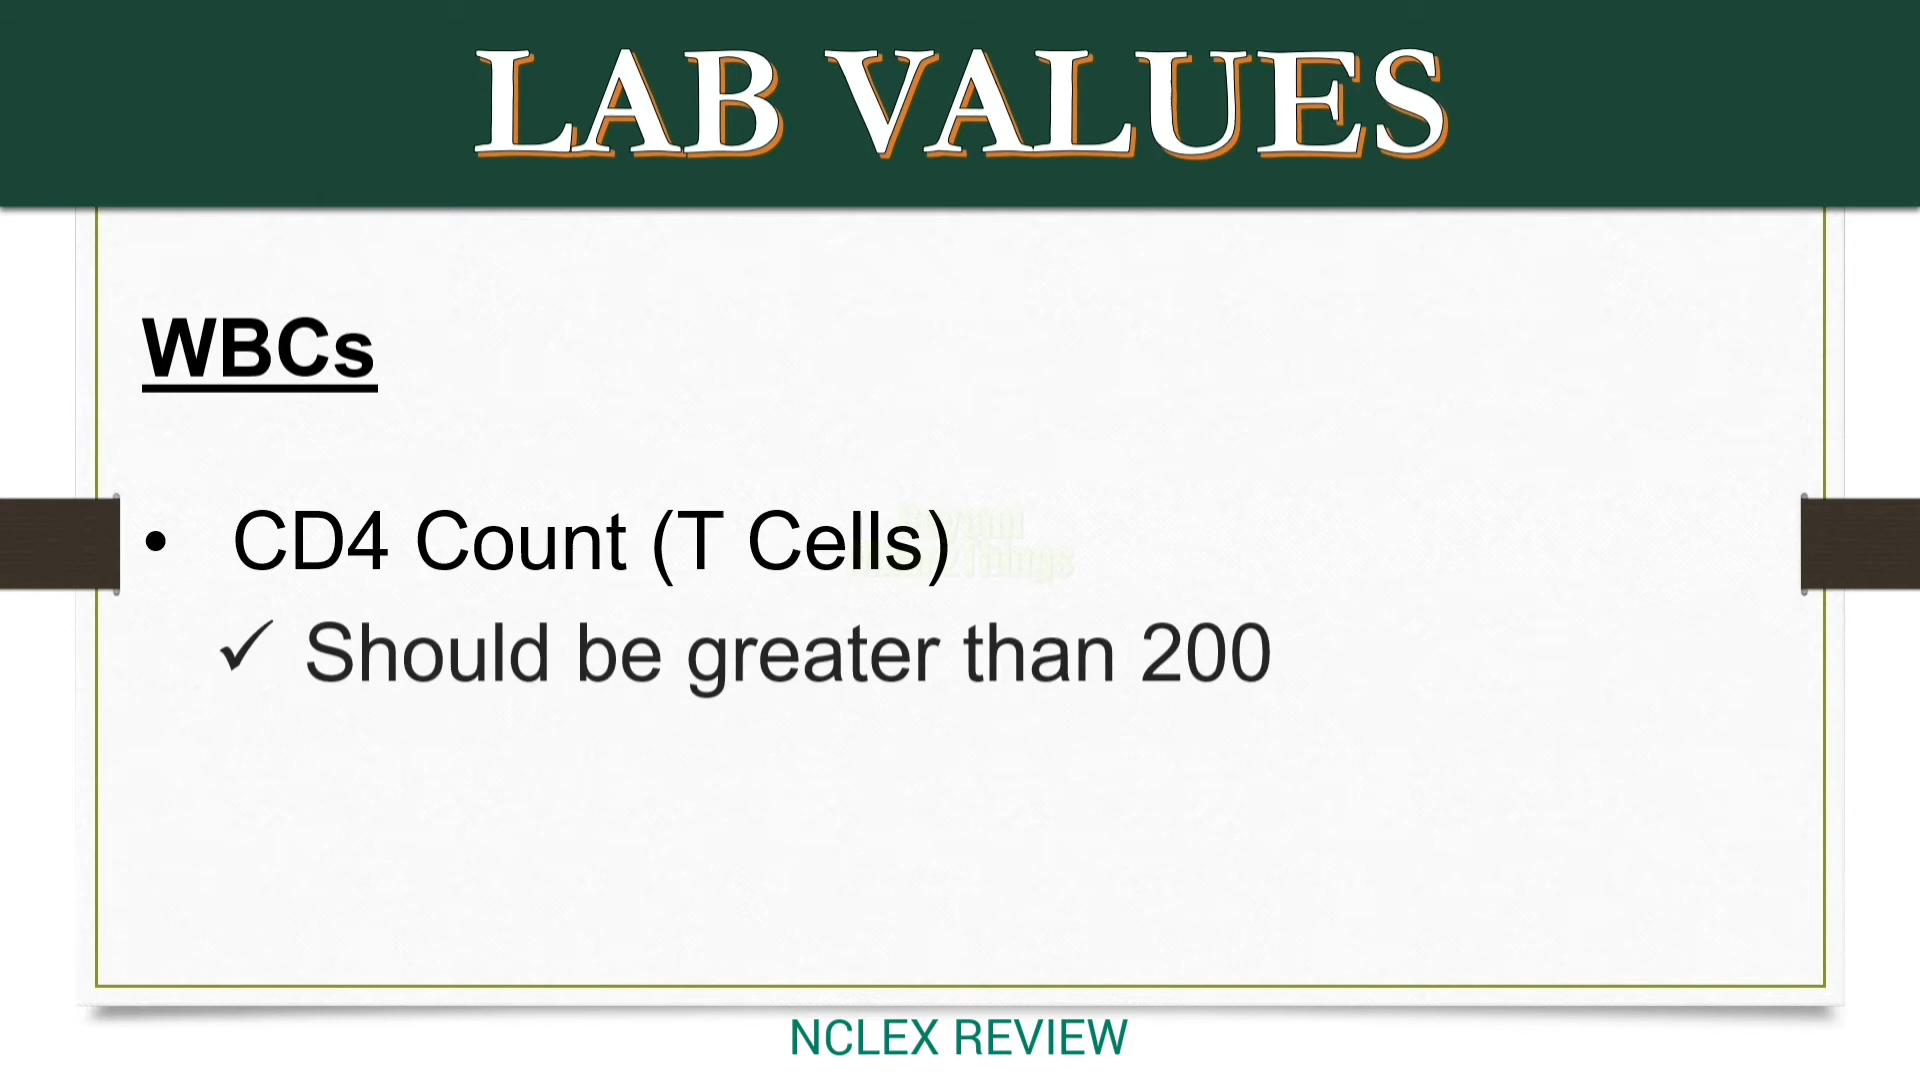 LAB VALUES
WBCs
• CD4 Count (T Cells)
✓ Should be greater than 200
NCLEX REVIEW